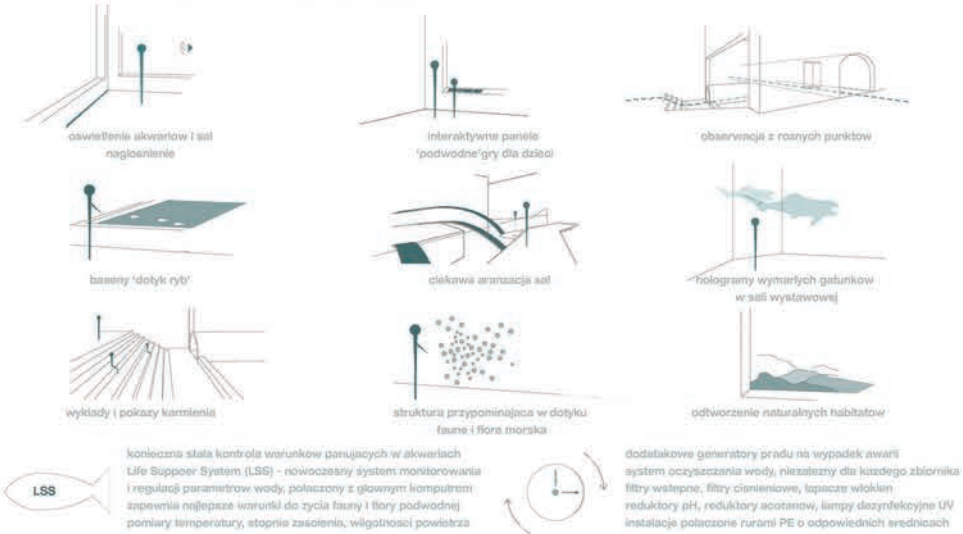 oswietlenie akwariow i sal
naglosnienie
interaktywne panele
'podwodne'gry dla dzieci
obserwacja z roznych punktow
baseny 'dotyk ryb'
ciekawa aranzacja sal
hologramy wymarlych gatunkow
w sali wystawowej
wyklady i pokazy karmienia
struktura przypominajaca w dotyku
faune i flore morska
odtworzenie naturalnych habitatow
LSS
konieczna stala kontrola warunkow panujacych w akwariach
Life Suppoer System (LSS) - nowoczesny system monitorowania
i regulacji parametrow wody, polaczony z glownym komputrem
zapewnia najlepsze warunki do zycia fauny i flory podwodnej
pomiary temperatury, stopnia zasolenia, wilgotnosci powietrza
dodatakowe generatory pradu na wypadek awarii
system oczyszczania wody, niezalezny dla kazdego zbiornika
filtry wstepne, filtry cisnieniowe, lapacze wlokien
reduktory pH, reduktory acotanow, lampy dezynfekcyjne UV
instalacje polaczone rurami PE o odpowiednich srednicach